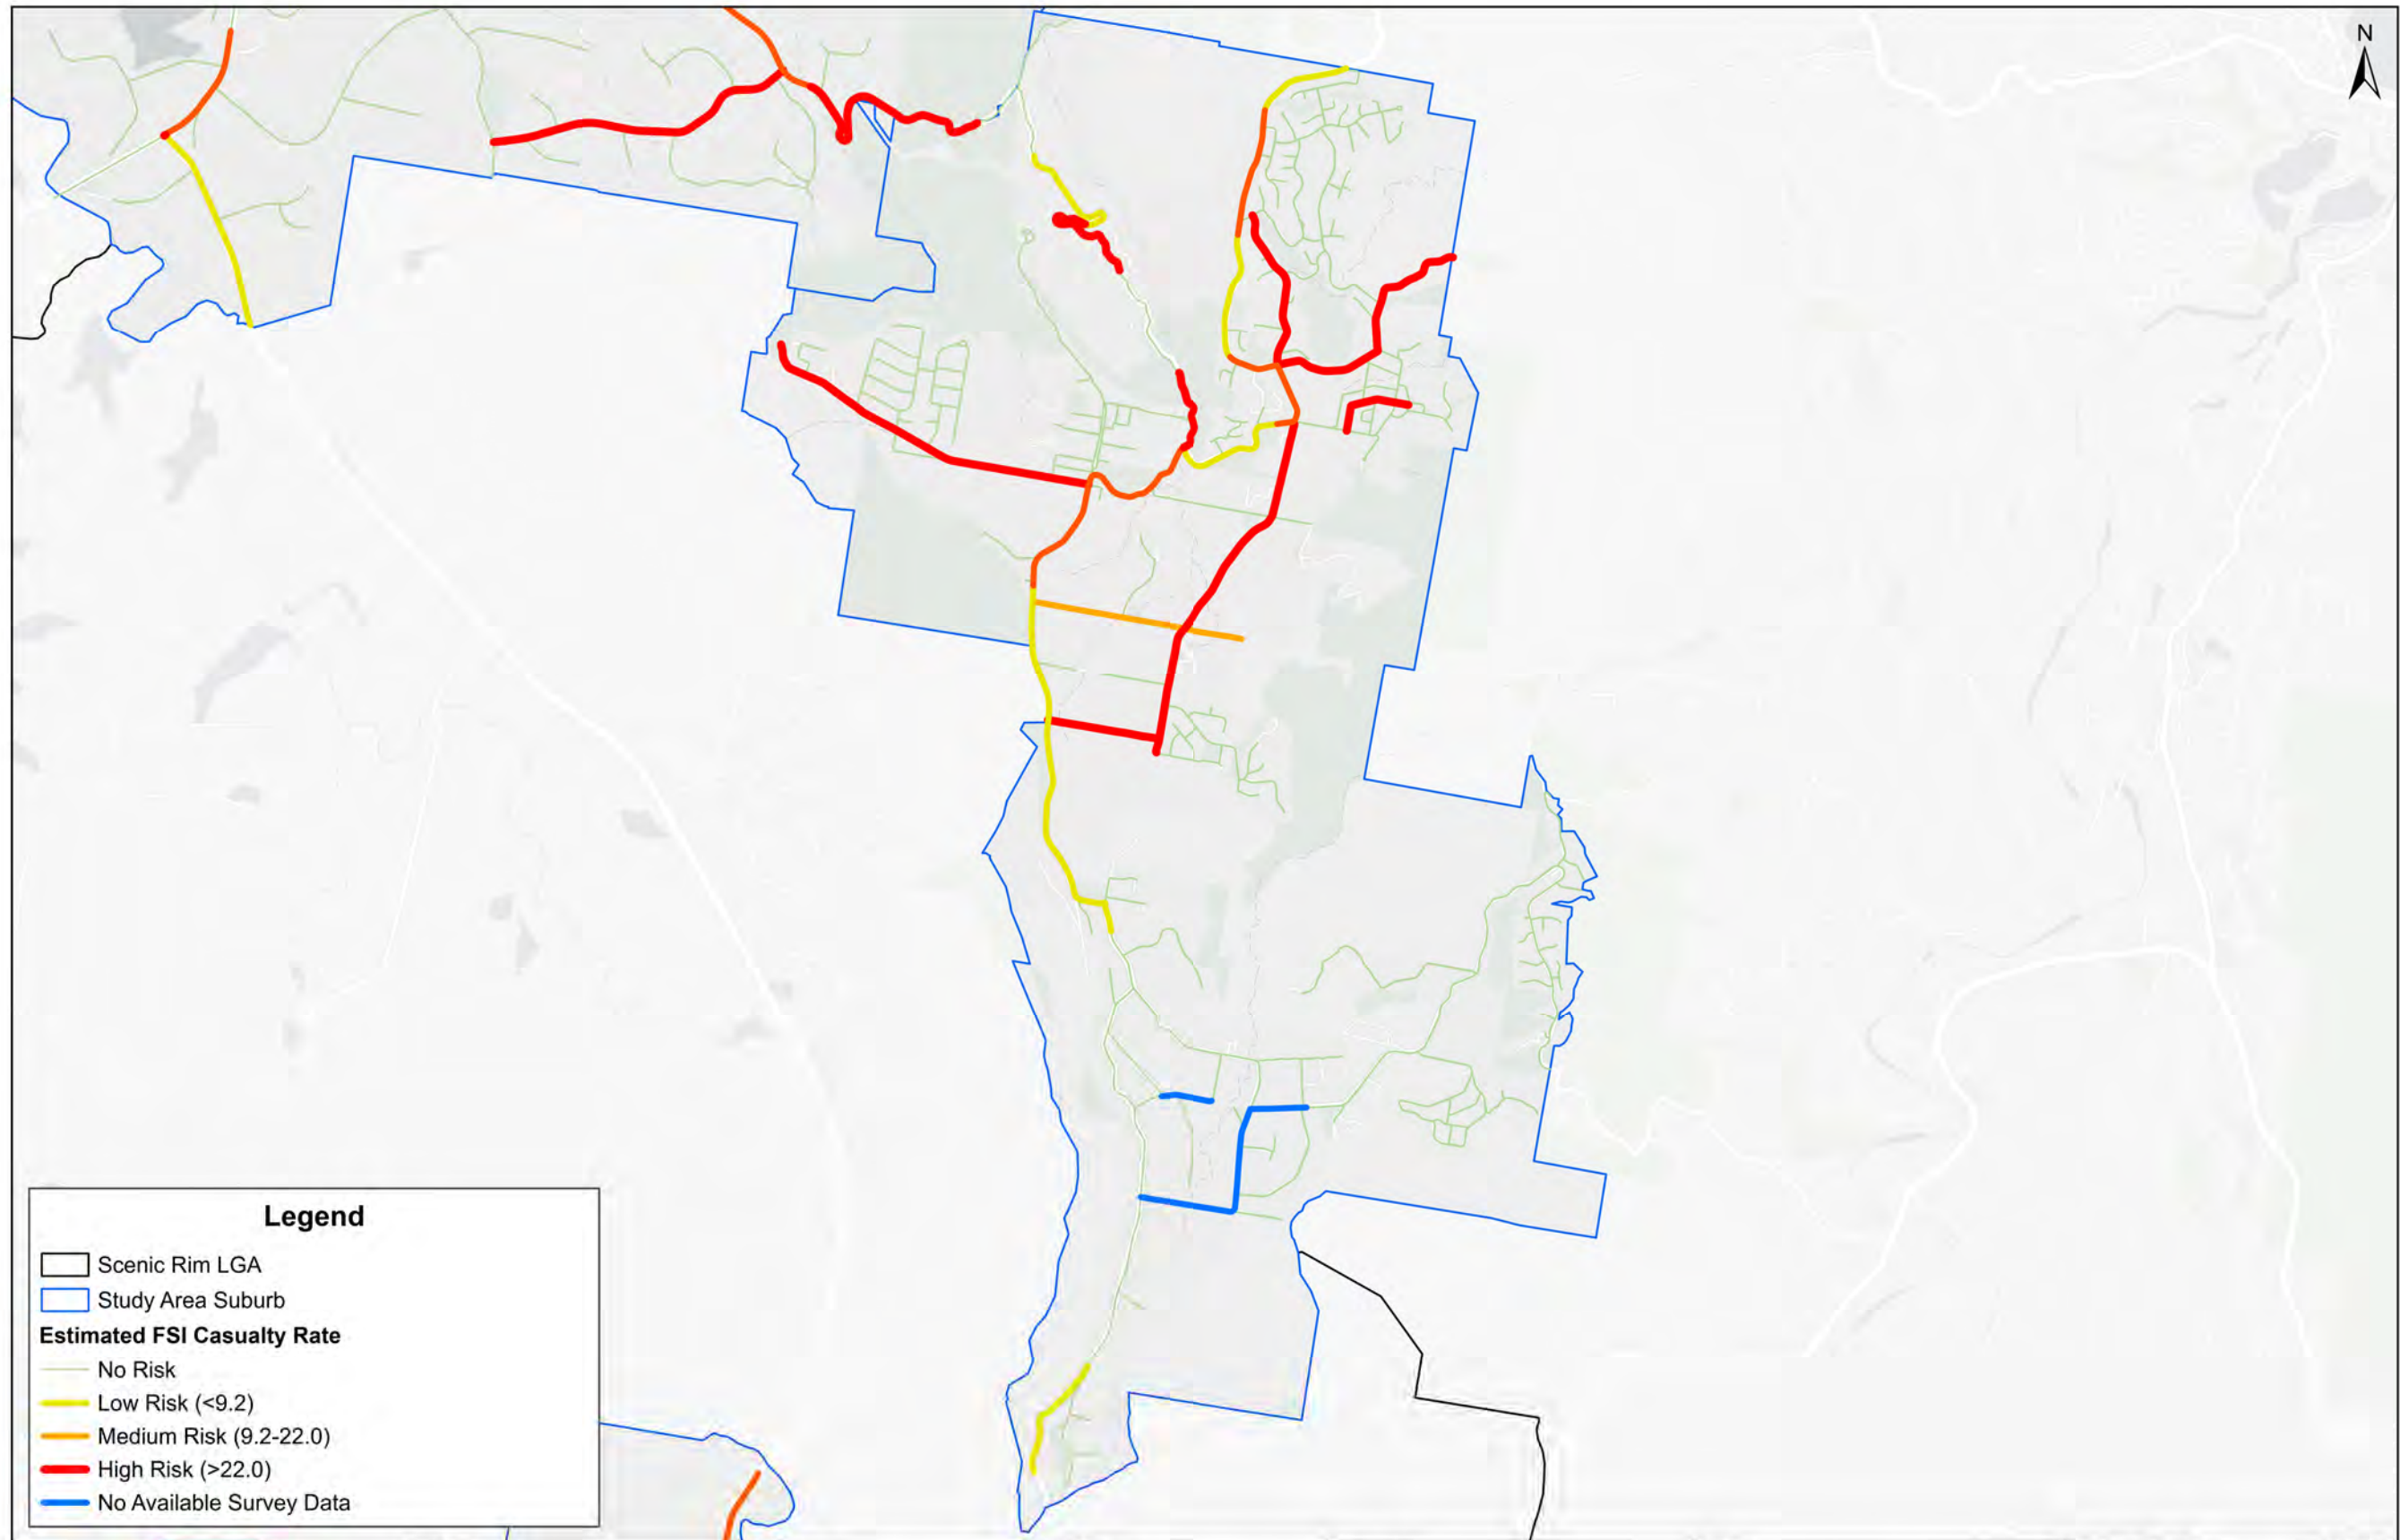 N
Legend
Scenic Rim LGA
Study Area Suburb
Estimated FSI Casualty Rate
No Risk
Low Risk (<9.2)
Medium Risk (9.2-22.0)
High Risk (>22.0)
No Available Survey Data